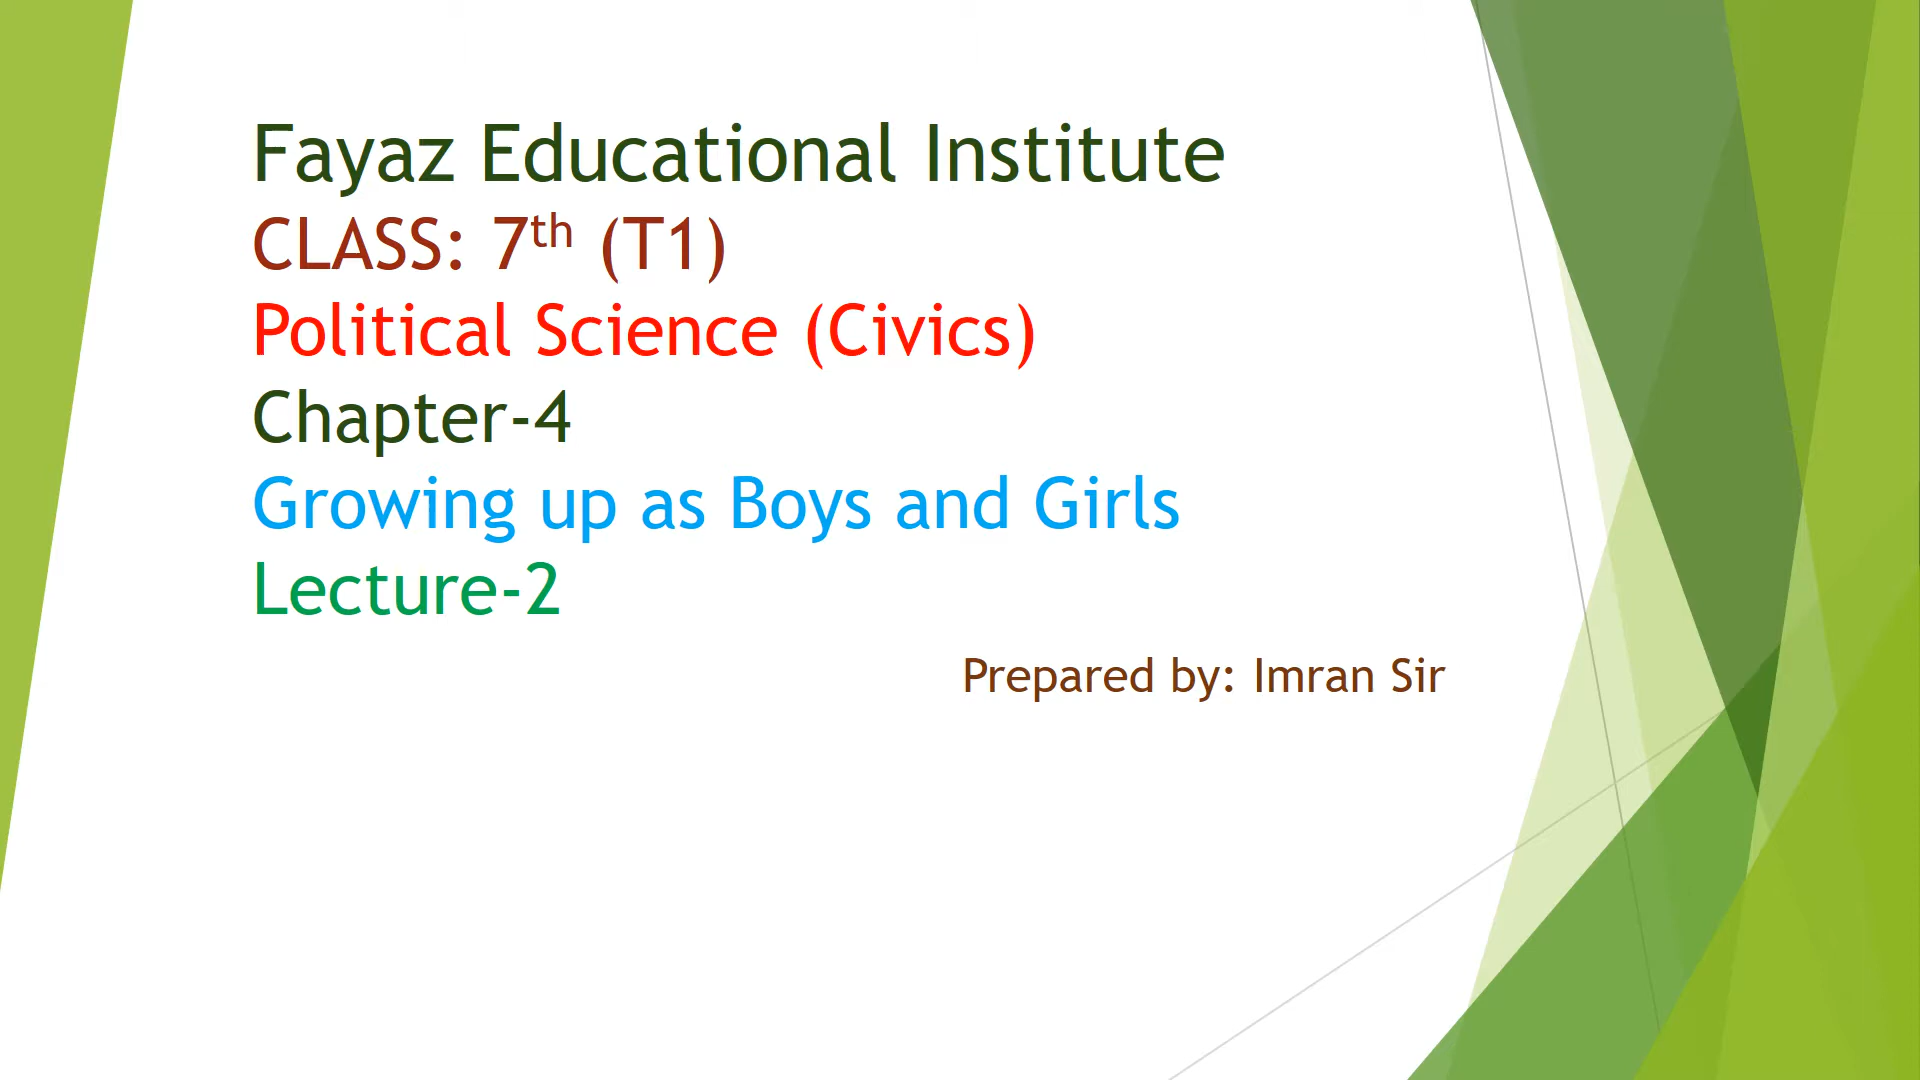 Fayaz Educational Institute
CLASS: 7th (T1)
Political Science (Civics)
Chapter-4
Growing up as Boys and Girls
Lecture-2
Prepared by: Imran Sir